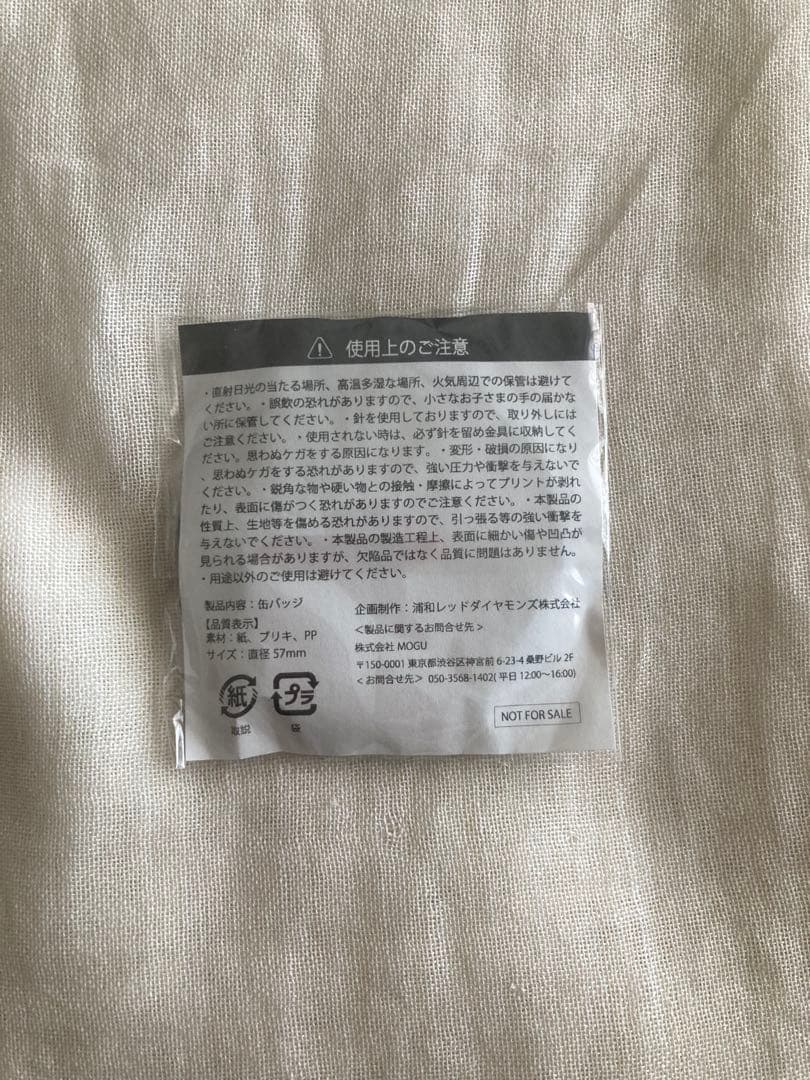 使用上のご注意
・直射日光の当たる場所、高温多湿な場所、火気周辺での保管は避けて
ください。・誤飲の恐れがありますので、小さなお子さまの手の届かな
い所に保管してください。・針を使用しておりますので、取り外しには
ご注意ください。・使用されない時は、必ず針を留め金具に収納してく
ださい。思わぬケガをする原因になります。・変形・破損の原因になり
、思わぬケガをする恐れがありますので、強い圧力や衝撃を与えないで
ください。・鋭角な物や硬い物との接触・摩擦によってプリントが剥れ
たり、表面に傷がつく恐れがありますのでご注意ください。・本製品の
性質上、生地等を傷める恐れがありますので、引っ張る等の強い衝撃を
与えないでください。・本製品の製造工程上、表面に細かい傷や凹凸が
見られる場合がありますが、欠陥品ではなく品質に問題はありません。
・用途以外のご使用は避けてください。
製品内容：缶バッジ
【品質表示】
素材：紙、ブリキ、PP
サイズ：直径57mm
紙
取説
プラ
袋
企画制作：浦和レッドダイヤモンズ株式会社
＜製品に関するお問合せ先＞
株式会社 MOGU
〒150-0001 東京都渋谷区神宮前 6-23-4 桑野ビル 2F
＜お問合せ先＞ 050-3568-1402( 平日 12:00～16:00)
NOT FOR SALE